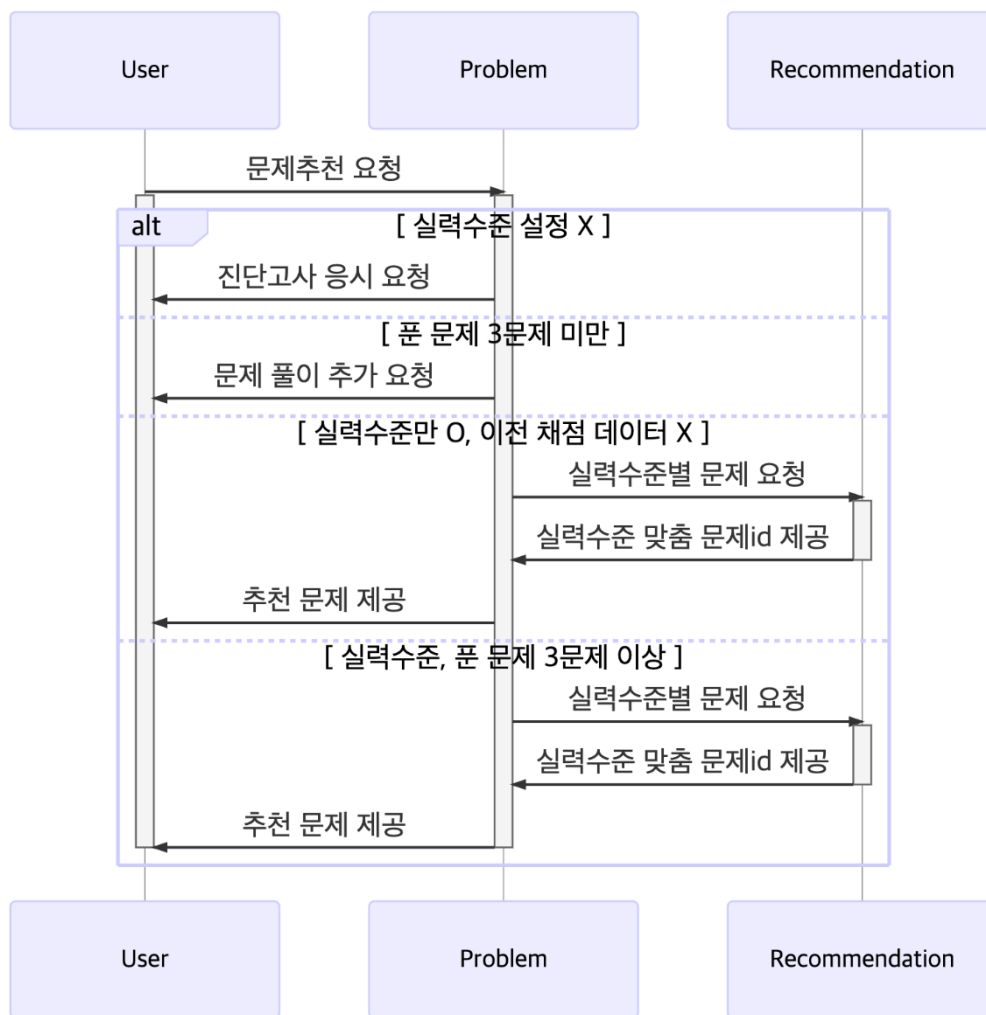 User Problem Recommendation
문제추천 요청
alt [ 실력수준 설정 X ]
진단고사 응시 요청
[ 푼 문제 3문제 미만 ]
문제 풀이 추가 요청
[ 실력수준만 O, 이전 채점 데이터 X ]
실력수준별 문제 요청
실력수준 맞춤 문제id 제공
추천 문제 제공
[ 실력수준, 푼 문제 3문제 이상 ]
실력수준별 문제 요청
실력수준 맞춤 문제id 제공
추천 문제 제공
User Problem Recommendation